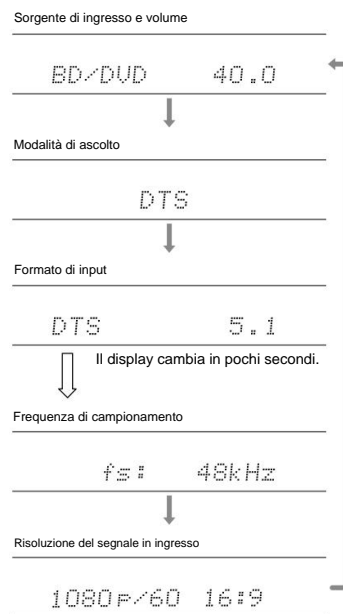 Sorgente di ingresso e volume
BD/DVD 40.0
Modalità di ascolto
DTS
Formato di input
DTS 5.1
Il display cambia in pochi secondi.
Frequenza di campionamento
fs: 48kHz
Risoluzione del segnale in ingresso
1080p/60 16:9